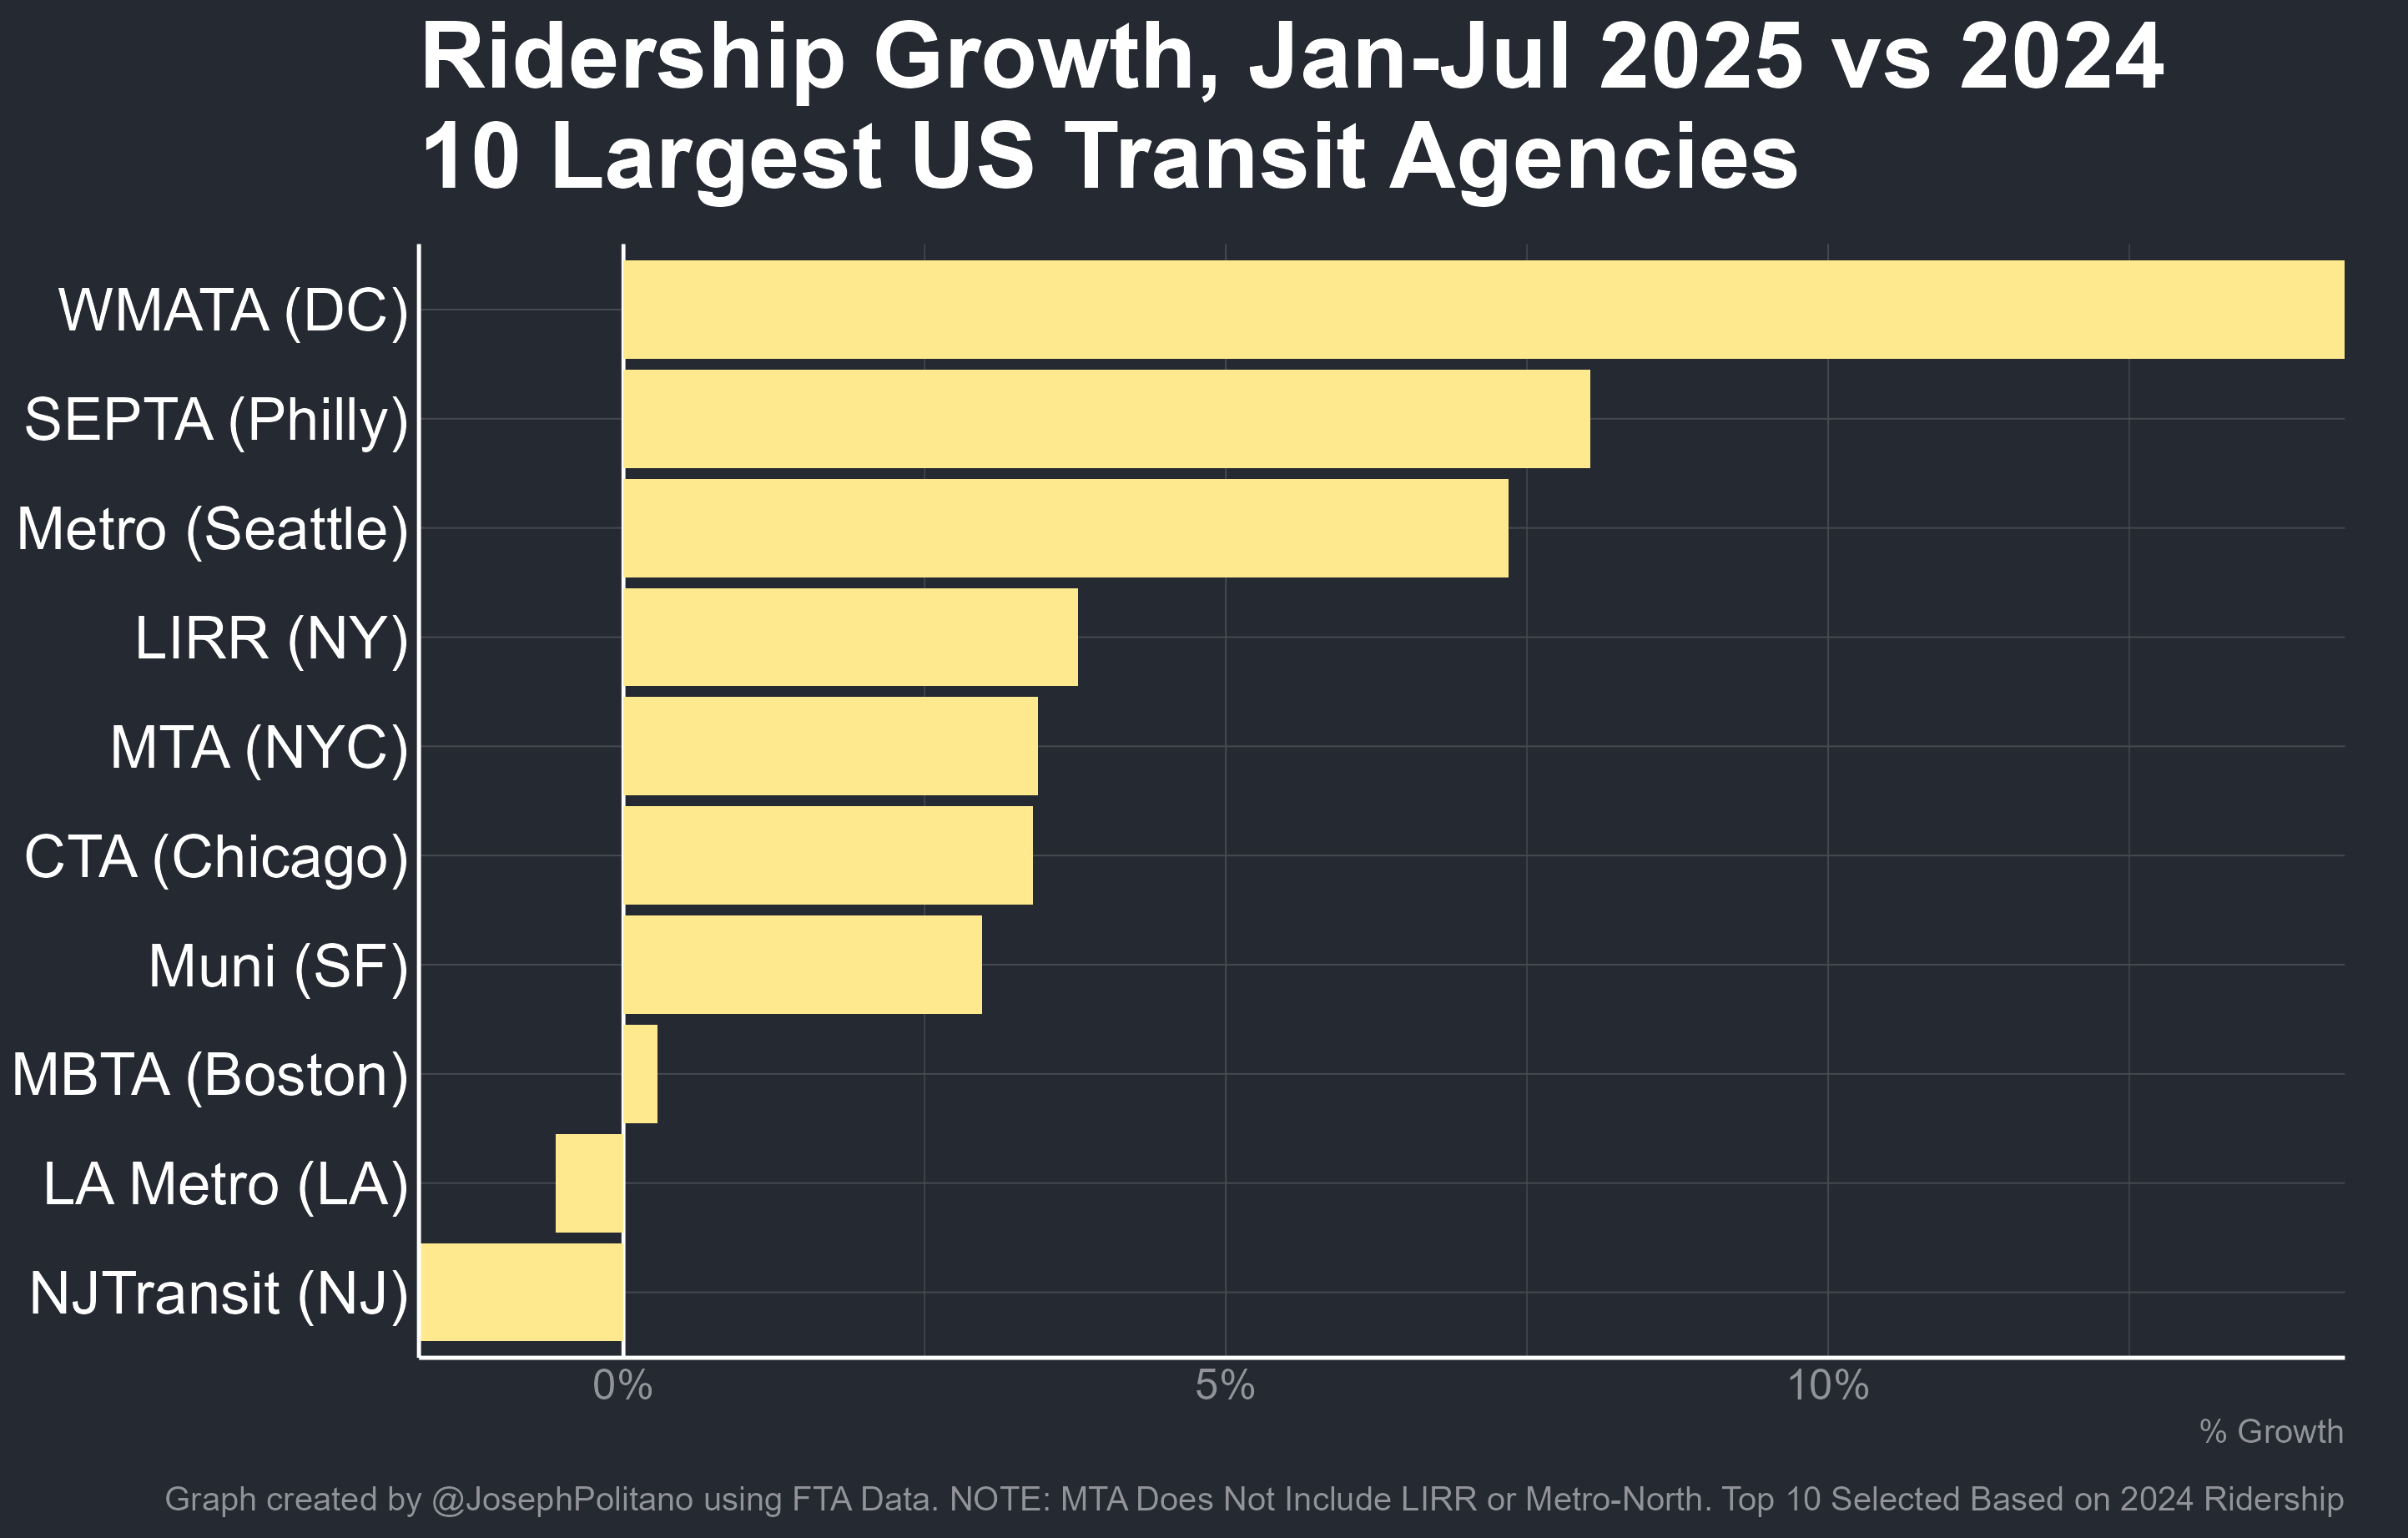 Ridership Growth, Jan-Jul 2025 vs 2024
10 Largest US Transit Agencies
WMATA (DC)
SEPTA (Philly)
Metro (Seattle)
LIRR (NY)
MTA (NYC)
CTA (Chicago)
Muni (SF)
MBTA (Boston)
LA Metro (LA)
NJTransit (NJ)
0% 5% 10%
% Growth
Graph created by @JosephPolitano using FTA Data. NOTE: MTA Does Not Include LIRR or Metro-North. Top 10 Selected Based on 2024 Ridership